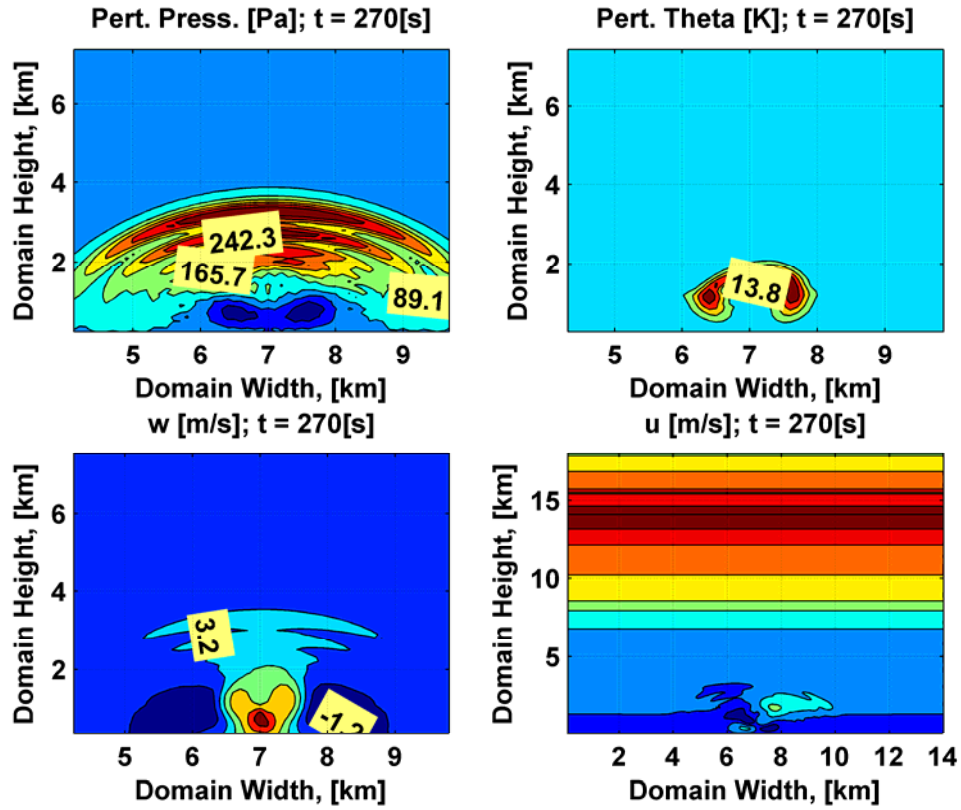 Pert. Press. [Pa]; t = 270[s]
Pert. Theta [K]; t = 270[s]
Domain Height, [km]
6
4
2
242.3
165.7
89.1
5 6 7 8 9
Domain Width, [km]
Domain Height, [km]
6
4
2
13.8
5 6 7 8 9
Domain Width, [km]
w [m/s]; t = 270[s]
u [m/s]; t = 270[s]
Domain Height, [km]
6
4
2
3.2
-1.2
5 6 7 8 9
Domain Width, [km]
Domain Height, [km]
15
10
5
2 4 6 8 10 12 14
Domain Width, [km]